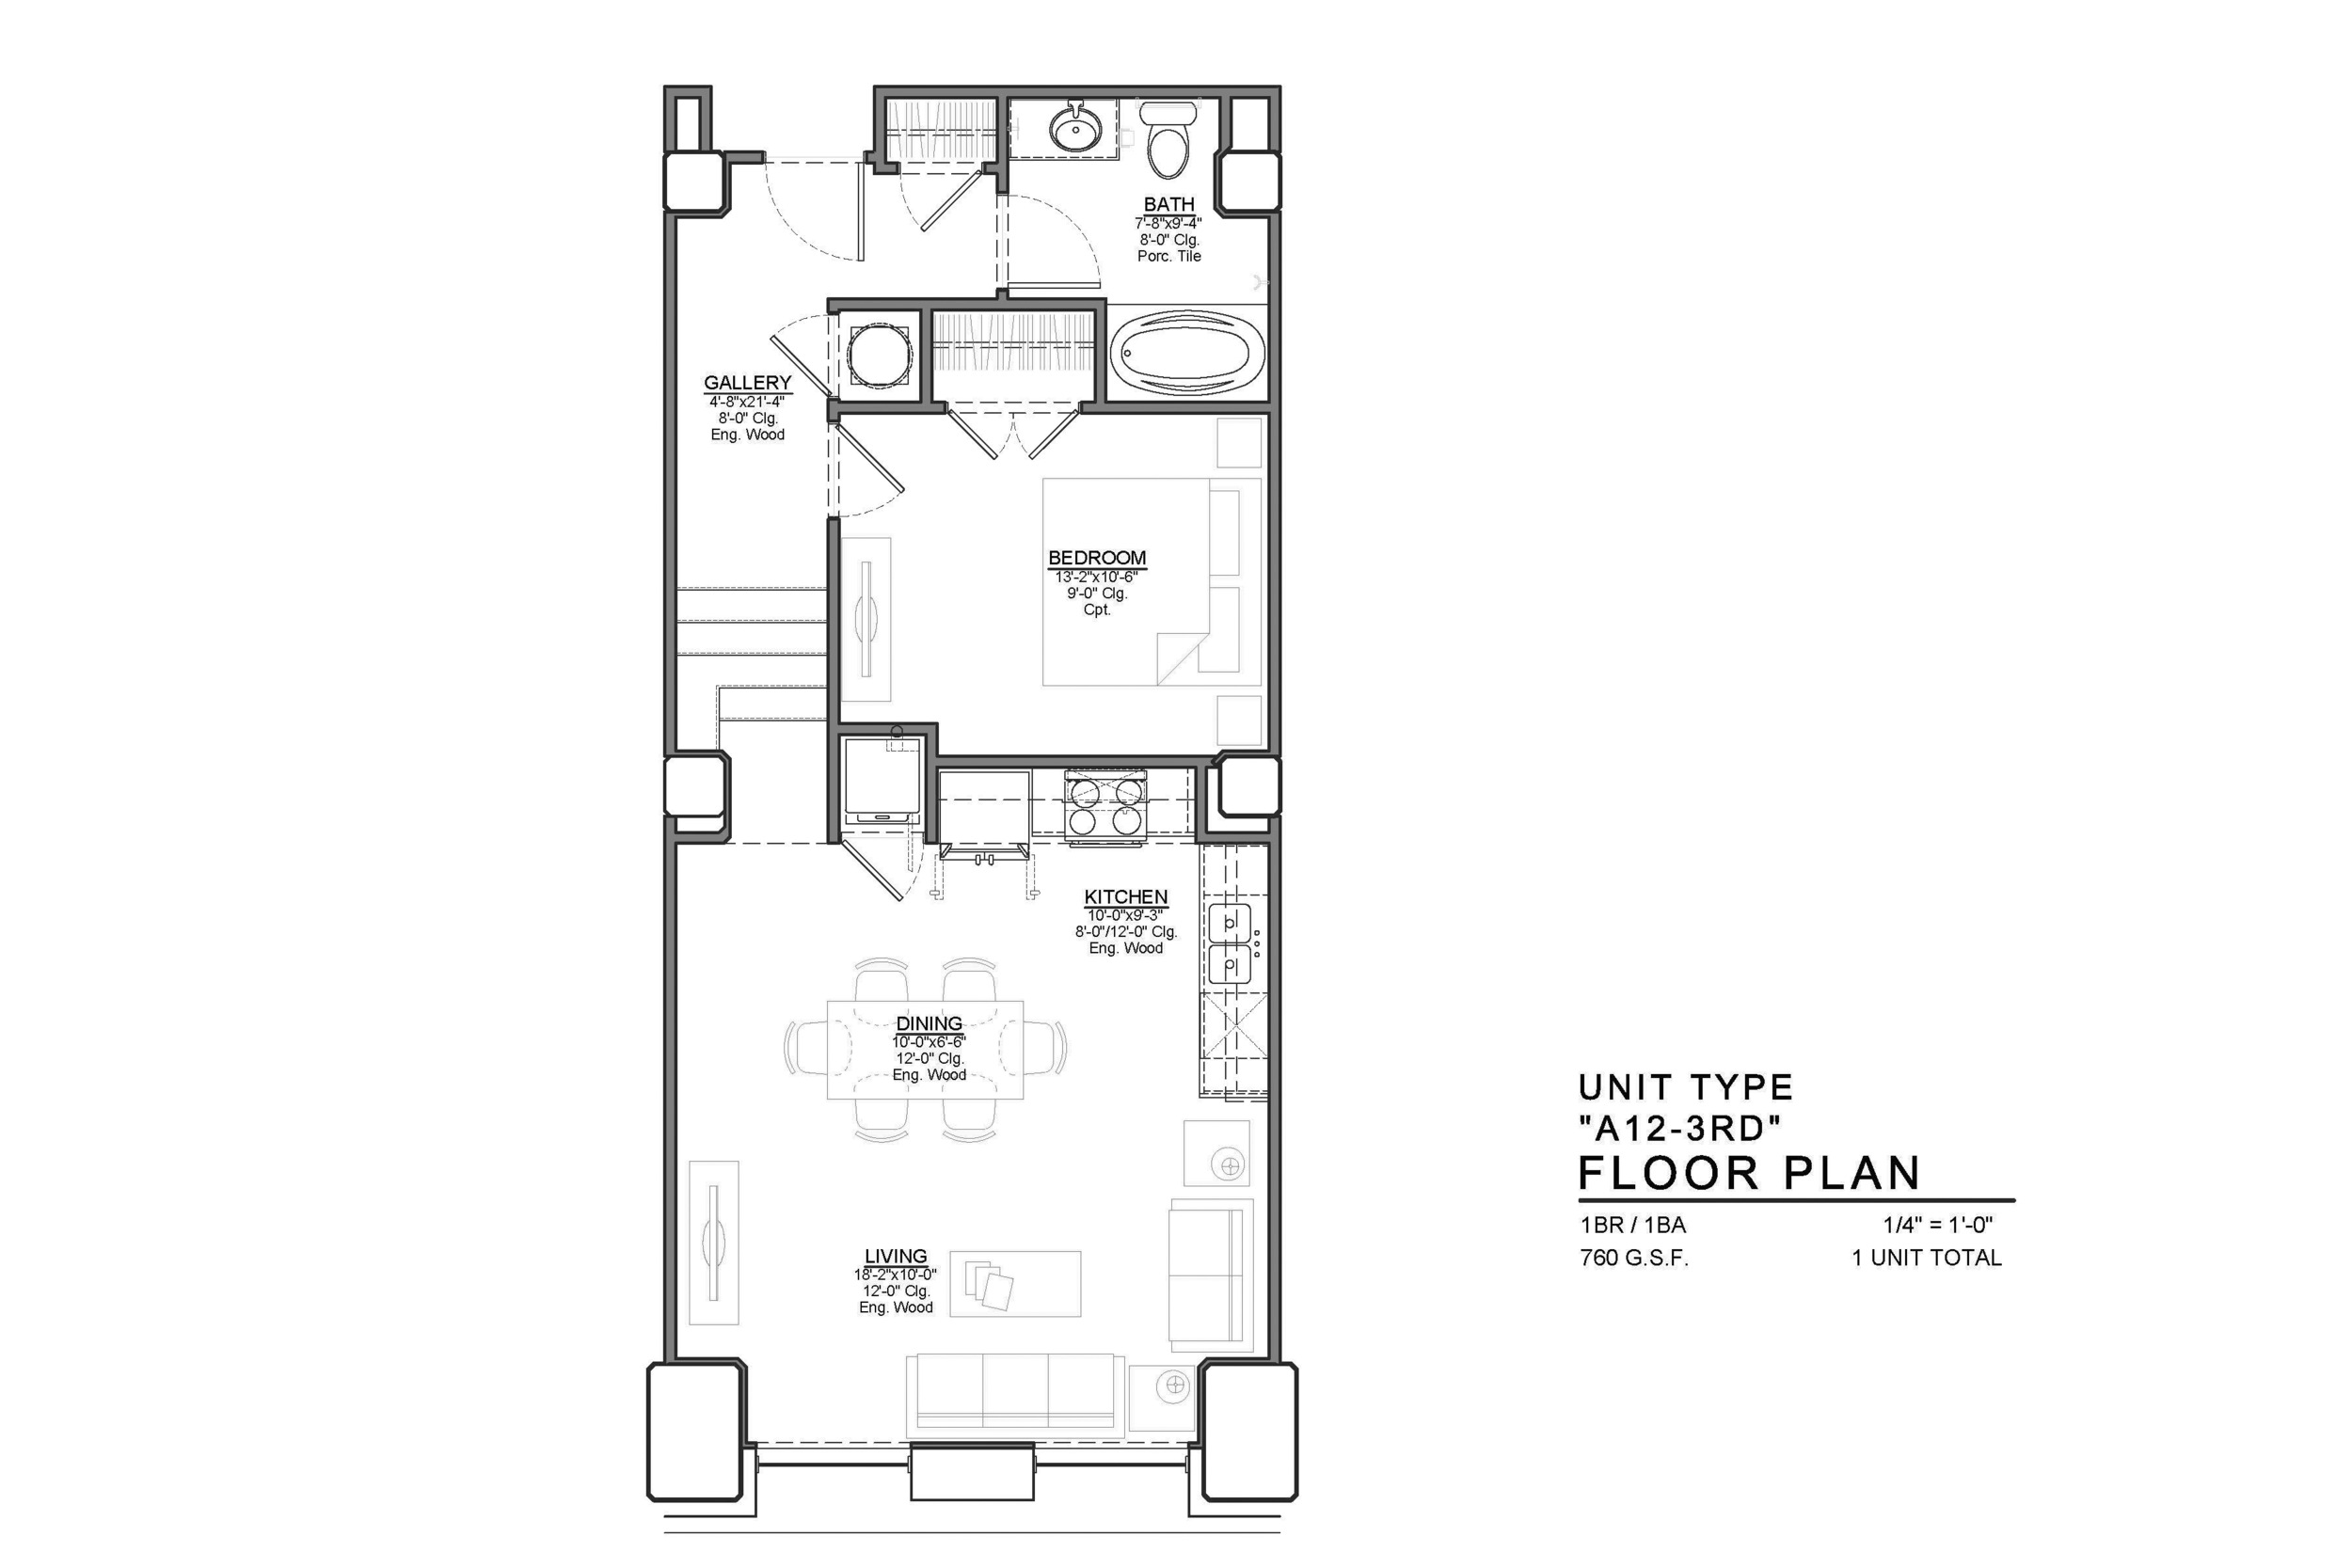 BATH
7'-8"x9'-4"
8'-0" Clg.
Porc. Tile
GALLERY
4'-8"x21'-4"
8'-0" Clg.
Eng. Wood
BEDROOM
13'-2"x10'-6"
9'-0" Clg.
Cpt.
KITCHEN
10'-0"x9'-3"
8'-0"/12'-0" Clg.
Eng. Wood
DINING
10'-0"x6'-6"
12'-0" Clg.
Eng. Wood
LIVING
18'-2"x10'-0"
12'-0" Clg.
Eng. Wood
UNIT TYPE
"A12-3RD"
FLOOR PLAN
1BR / 1BA 1/4" = 1'-0"
760 G.S.F. 1 UNIT TOTAL